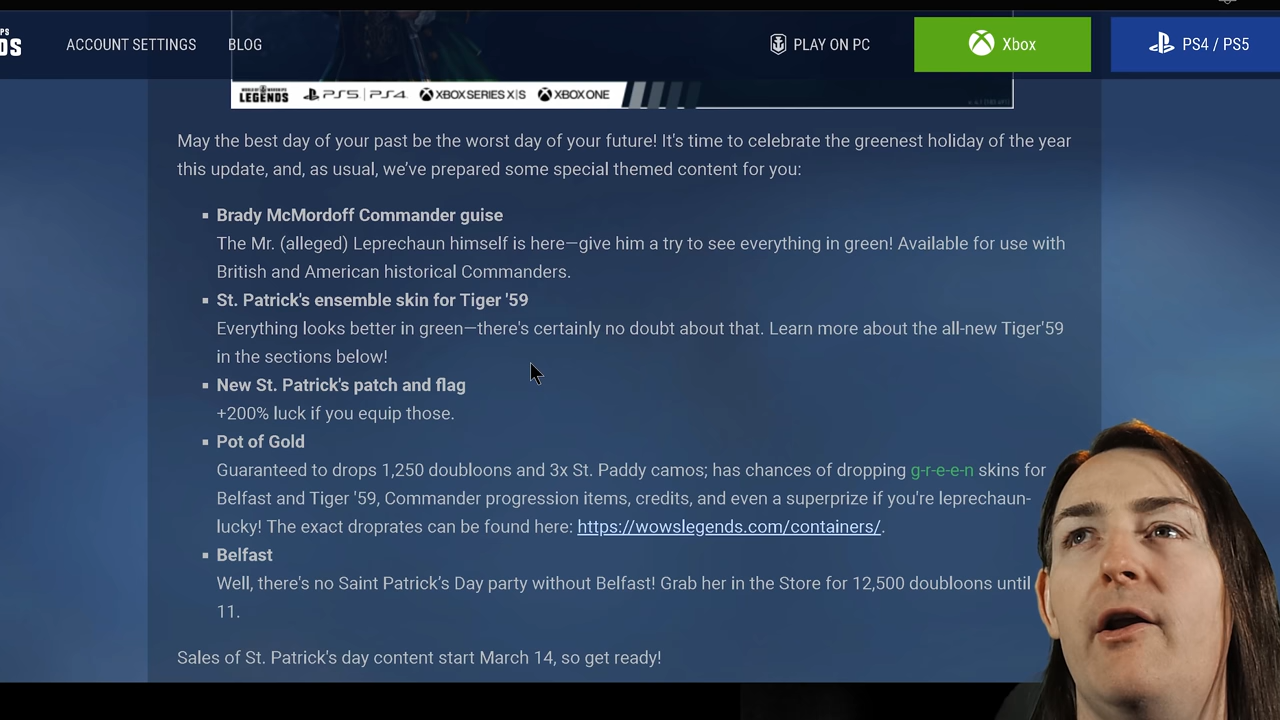 PS
DS
ACCOUNT SETTINGS BLOG PLAY ON PC Xbox PS4 / PS5
WORLD OF WARSHIPS
LEGENDS PS5 | PS4 XBOX SERIES X|S XBOX ONE
May the best day of your past be the worst day of your future! It's time to celebrate the greenest holiday of the year
this update, and, as usual, we've prepared some special themed content for you:
▪ Brady McMordoff Commander guise
The Mr. (alleged) Leprechaun himself is here—give him a try to see everything in green! Available for use with
British and American historical Commanders.
▪ St. Patrick's ensemble skin for Tiger '59
Everything looks better in green—there's certainly no doubt about that. Learn more about the all-new Tiger'59
in the sections below!
▪ New St. Patrick's patch and flag
+200% luck if you equip those.
▪ Pot of Gold
Guaranteed to drops 1,250 doubloons and 3x St. Paddy camos; has chances of dropping g-r-e-e-n skins for
Belfast and Tiger '59, Commander progression items, credits, and even a superprize if you're leprechaun-
lucky! The exact droprates can be found here: https://wowslegends.com/containers/.
▪ Belfast
Well, there's no Saint Patrick's Day party without Belfast! Grab her in the Store for 12,500 doubloons until
11.
Sales of St. Patrick's day content start March 14, so get ready!